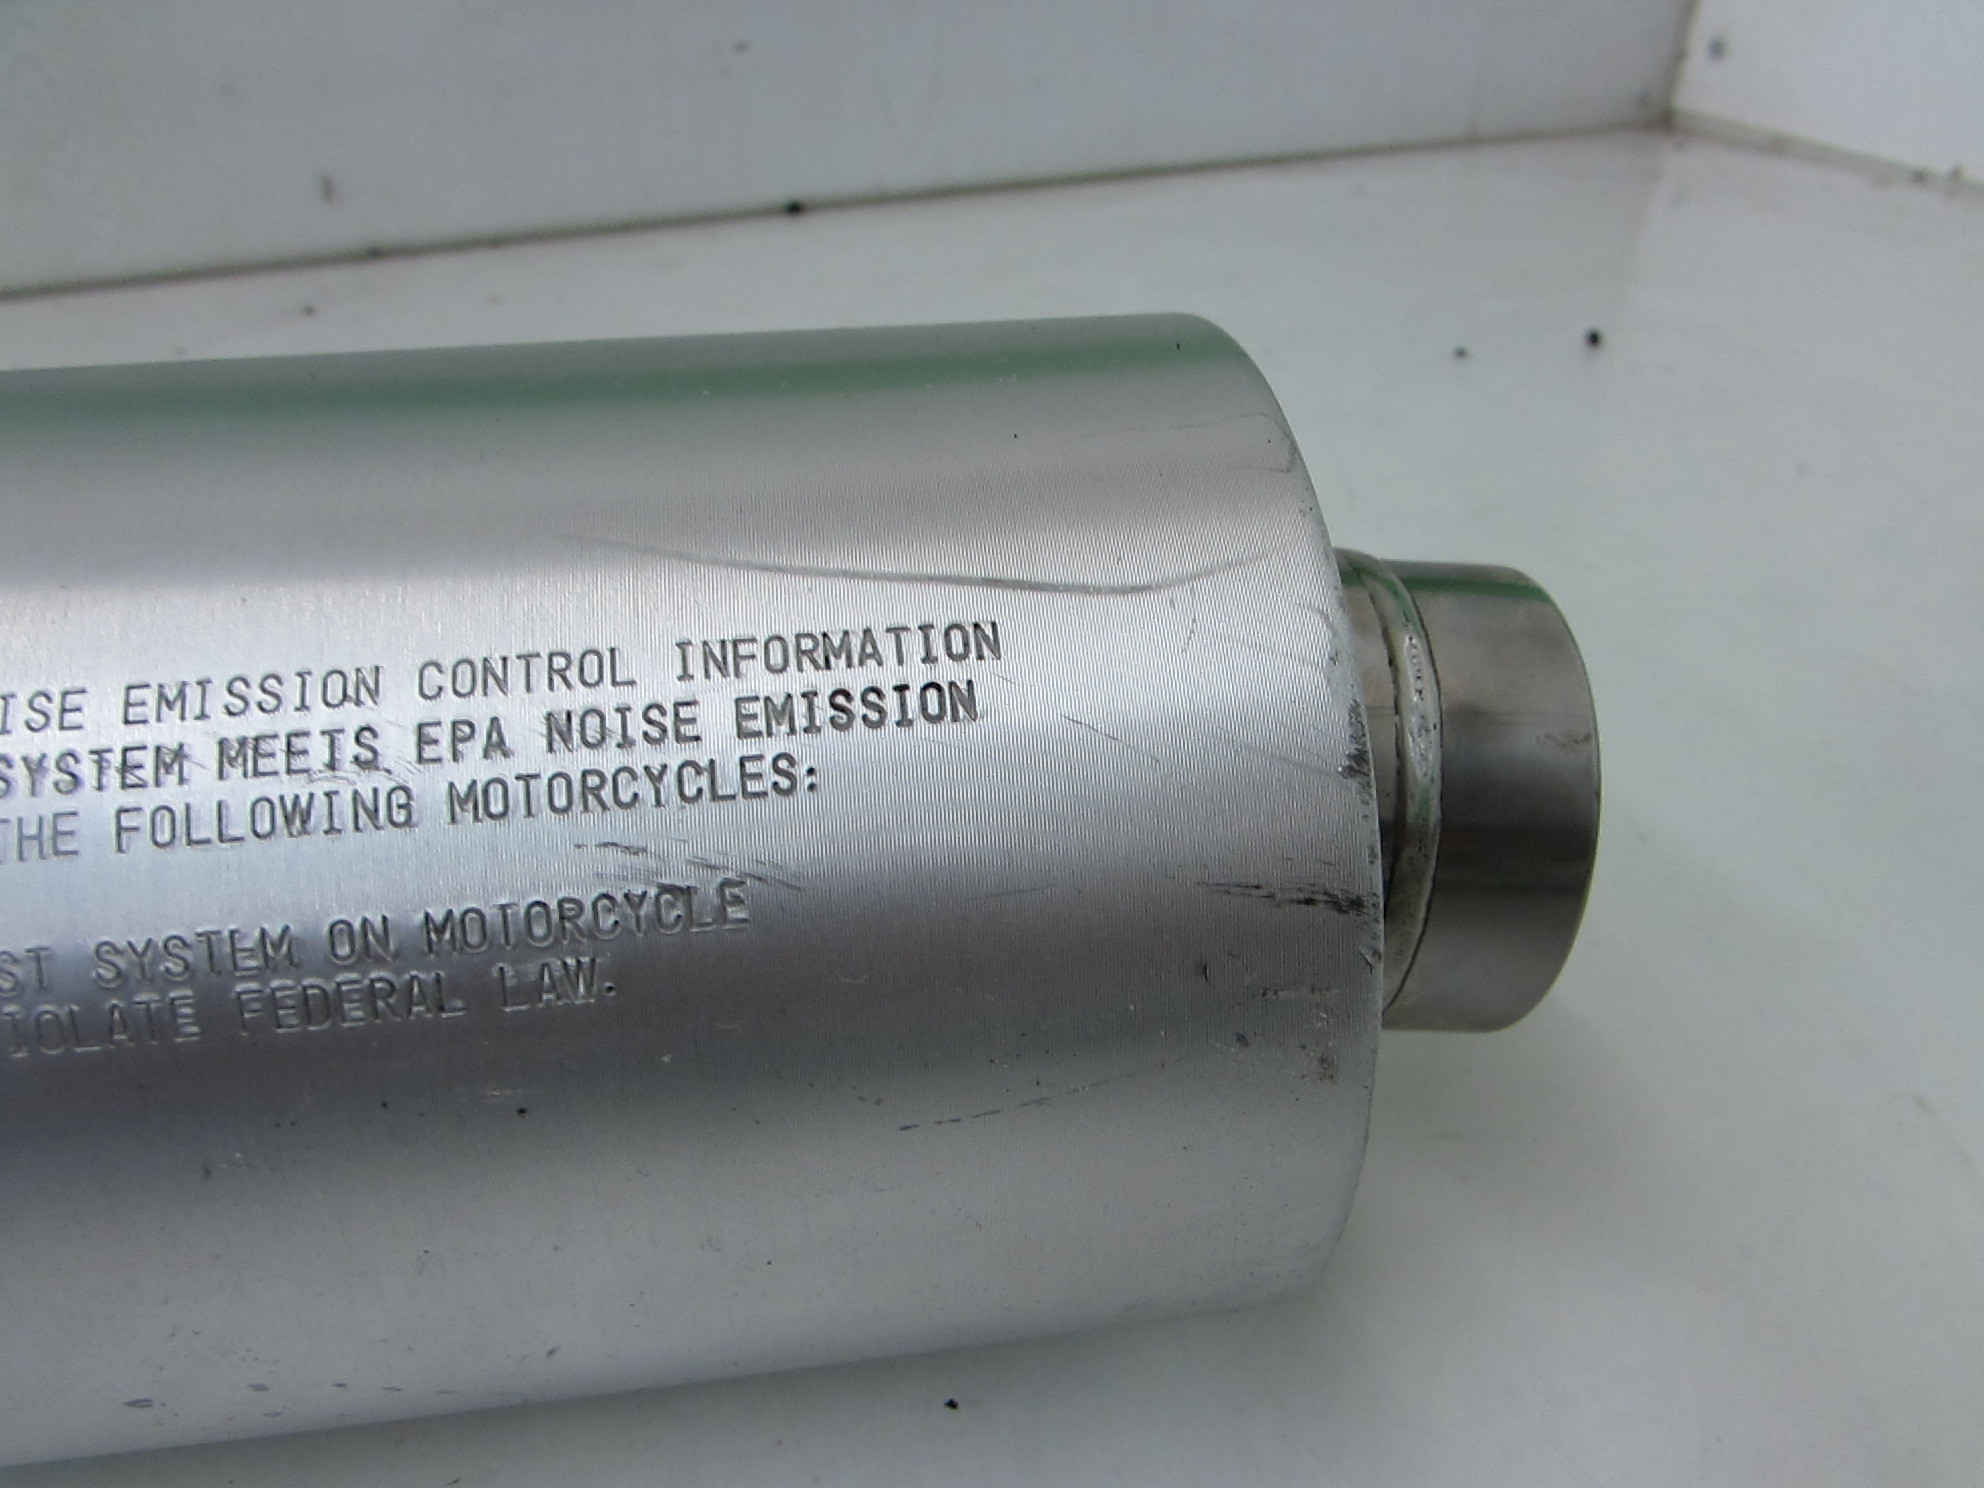 ISE EMISSION CONTROL INFORMATION
SYSTEM MEETS EPA NOISE EMISSION
THE FOLLOWING MOTORCYCLES:
ST SYSTEM ON MOTORCYCLE
IOLATE FEDERAL LAW.